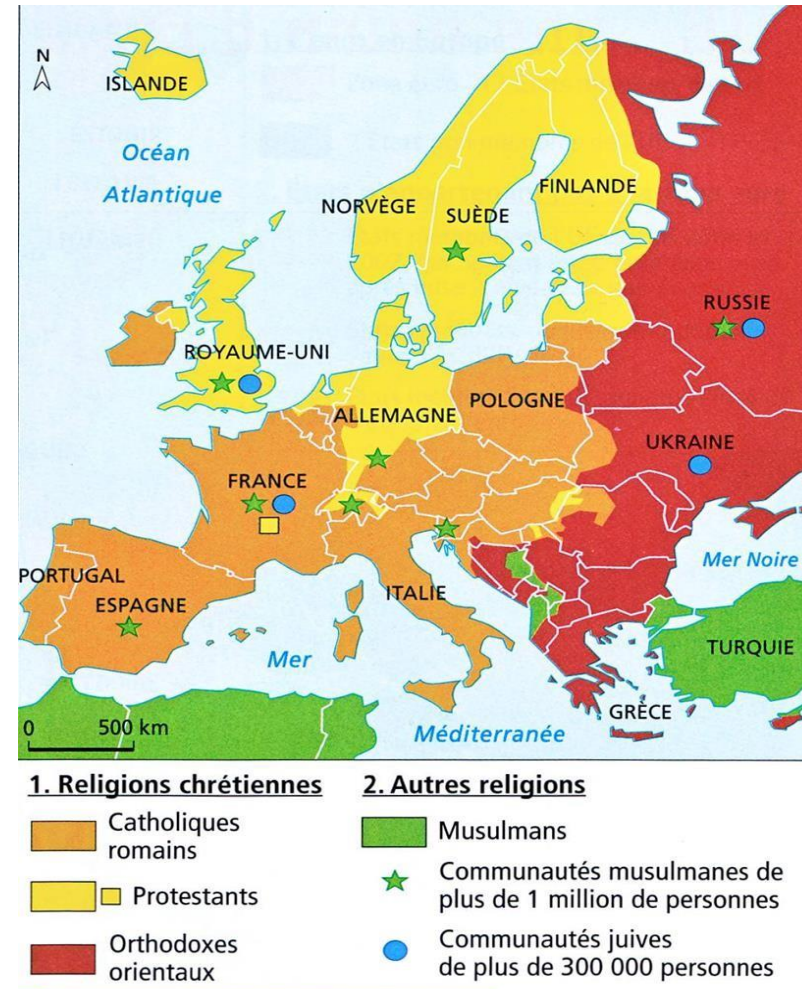 N
ISLANDE
Océan
Atlantique
NORVÈGE
SUÈDE
FINLANDE
RUSSIE
ROYAUME-UNI
ALLEMAGNE
POLOGNE
UKRAINE
FRANCE
Mer Noire
PORTUGAL
ESPAGNE
ITALIE
TURQUIE
Mer
Méditerranée
GRÈCE
0 500 km
1. Religions chrétiennes
Catholiques
romains
Protestants
Orthodoxes
orientaux
2. Autres religions
Musulmans
Communautés musulmanes de
plus de 1 million de personnes
Communautés juives
de plus de 300 000 personnes